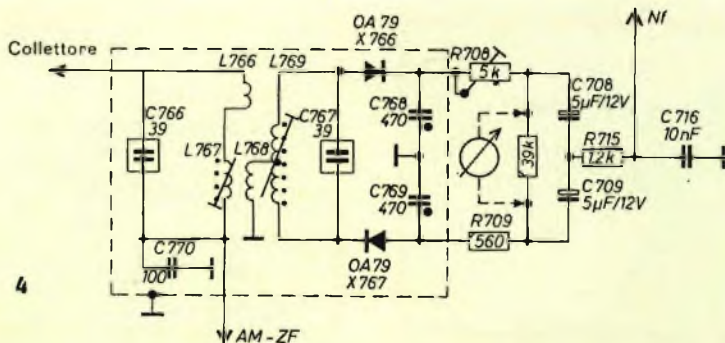 OA 79
X766
Nf
Collettore
L766
L769
R708
5k
C708
5µF/12V
C766
39
C767
39
C768
470
C716
10nF
L767
L768
39k
R715
1,2k
C769
470
C709
5µF/12V
R709
560
C770
100
OA79
X767
4
AM-ZF